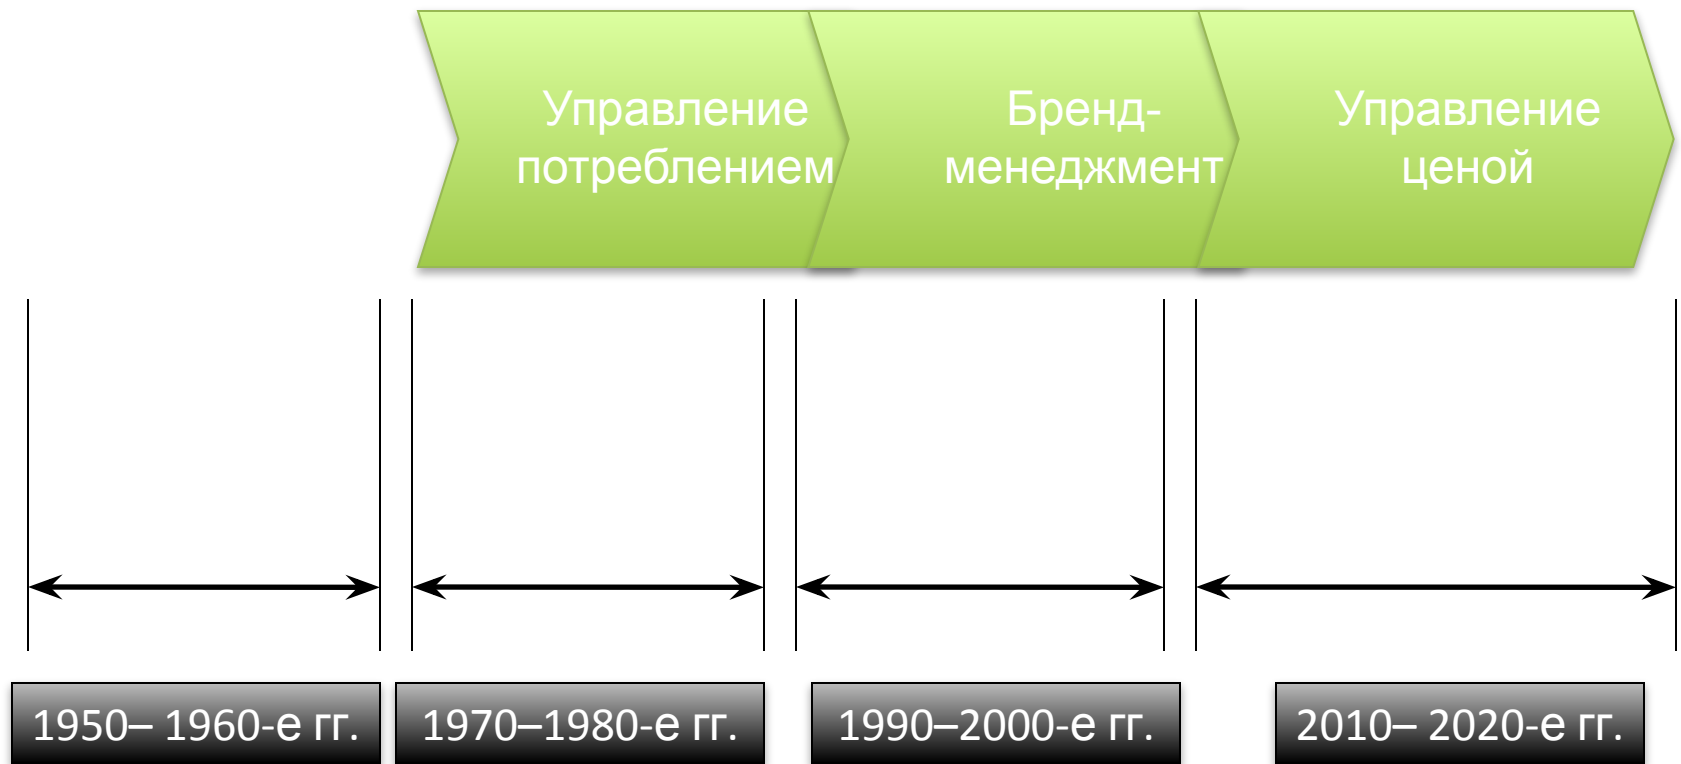 Управление
потреблением
Бренд-
менеджмент
Управление
ценой
1950– 1960-е гг.
1970–1980-е гг.
1990–2000-е гг.
2010– 2020-е гг.